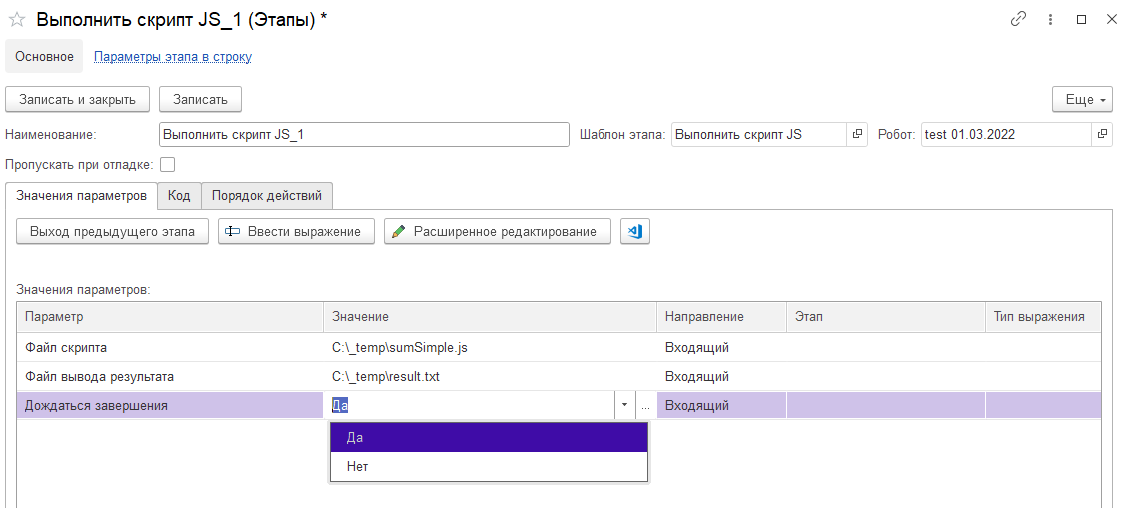 Выполнить скрипт JS_1 (Этапы) *
Основное Параметры этапа в строку
Записать и закрыть Записать Еще
Наименование: Выполнить скрипт JS_1 Шаблон этапа: Выполнить скрипт JS Робот: test 01.03.2022
Пропускать при отладке:
Значения параметров Код Порядок действий
Выход предыдущего этапа Ввести выражение Расширенное редактирование
Значения параметров:
Параметр Значение Направление Этап Тип выражения
Файл скрипта C:\_temp\sumSimple.js Входящий
Файл вывода результата C:\_temp\result.txt Входящий
Дождаться завершения Да ... Входящий
Да
Нет